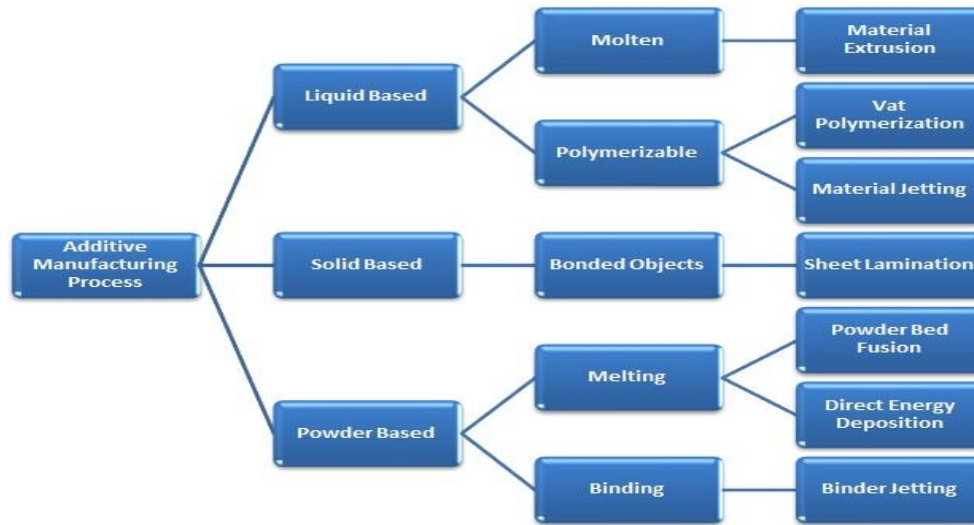 Molten
Material
Extrusion
Liquid Based
Vat
Polymerization
Polymerizable
Material Jetting
Additive
Manufacturing
Process
Solid Based
Bonded Objects
Sheet Lamination
Powder Bed
Fusion
Melting
Direct Energy
Deposition
Powder Based
Binding
Binder Jetting